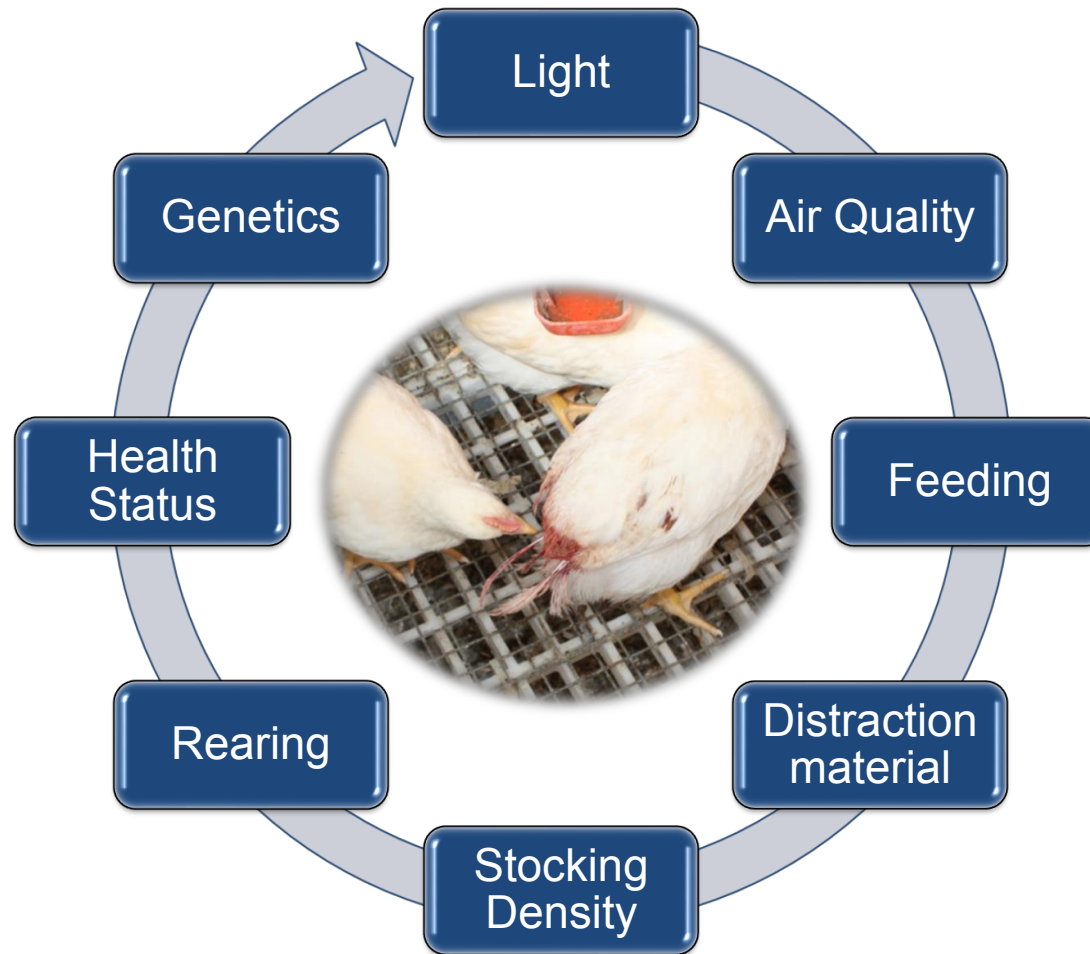 Light
Air Quality
Feeding
Distraction
material
Stocking
Density
Rearing
Health
Status
Genetics